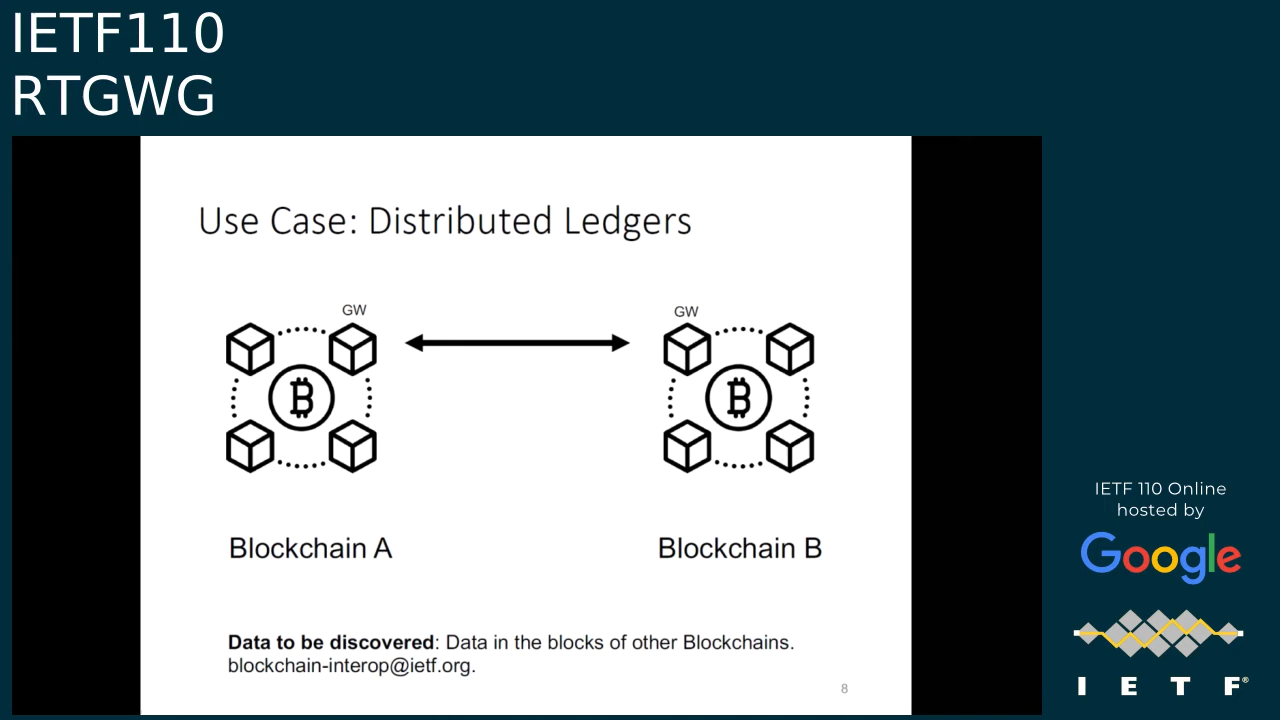 IETF110
RTGWG
Use Case: Distributed Ledgers
GW
GW
Blockchain A
Blockchain B
Data to be discovered: Data in the blocks of other Blockchains.
blockchain-interop@ietf.org.
8
IETF 110 Online
hosted by
Google
I E T F®